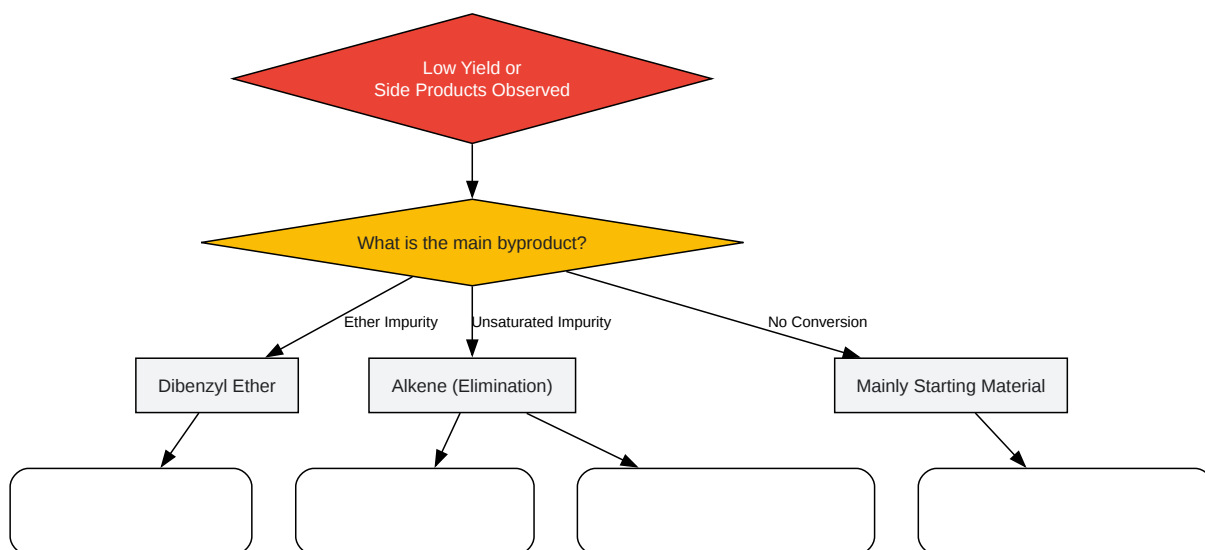 Low Yield or
Side Products Observed
What is the main byproduct?
Ether Impurity
Unsaturated Impurity
No Conversion
Dibenzyl Ether
Alkene (Elimination)
Mainly Starting Material